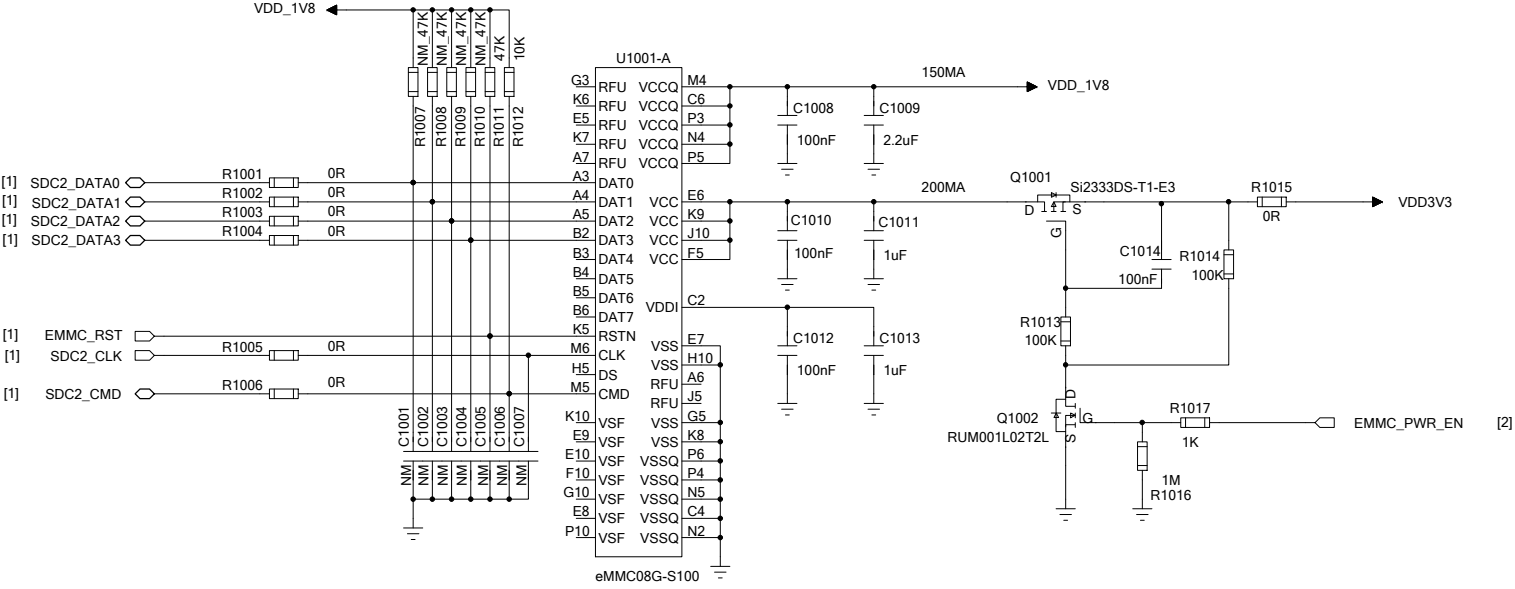 VDD_1V8
NM_47K
NM_47K
NM_47K
NM_47K
47K
10K
R1007
R1008
R1009
R1010
R1011
R1012
[1] SDC2_DATA0 R1001 0R
[1] SDC2_DATA1 R1002 0R
[1] SDC2_DATA2 R1003 0R
[1] SDC2_DATA3 R1004 0R
[1] EMMC_RST
[1] SDC2_CLK R1005 0R
[1] SDC2_CMD R1006 0R
C1001
C1002
C1003
C1004
C1005
C1006
C1007
NM
NM
NM
NM
NM
NM
NM
U1001-A
G3 RFU VCCQ M4
K6 RFU VCCQ C6
E5 RFU VCCQ P3
K7 RFU VCCQ N4
A7 RFU VCCQ P5
A3 DAT0
A4 DAT1 VCC E6
A5 DAT2 VCC K9
B2 DAT3 VCC J10
B3 DAT4 VCC F5
B4 DAT5
B5 DAT6 VDDI C2
B6 DAT7
K5 RSTN VSS E7
M6 CLK VSS H10
H5 DS RFU A6
M5 CMD RFU J5
K10 VSF VSS G5
E9 VSF VSS K8
E10 VSF VSSQ P6
F10 VSF VSSQ P4
G10 VSF VSSQ N5
E8 VSF VSSQ C4
P10 VSF VSSQ N2
eMMC08G-S100
150MA
VDD_1V8
C1008
100nF
C1009
2.2uF
200MA
C1010
100nF
C1011
1uF
C1012
100nF
C1013
1uF
Q1001
Si2333DS-T1-E3
D S
G
R1015
0R
VDD3V3
C1014
100nF
R1014
100K
R1013
100K
Q1002
RUM001L02T2L
D
G
S
R1017
1K
EMMC_PWR_EN [2]
1M
R1016